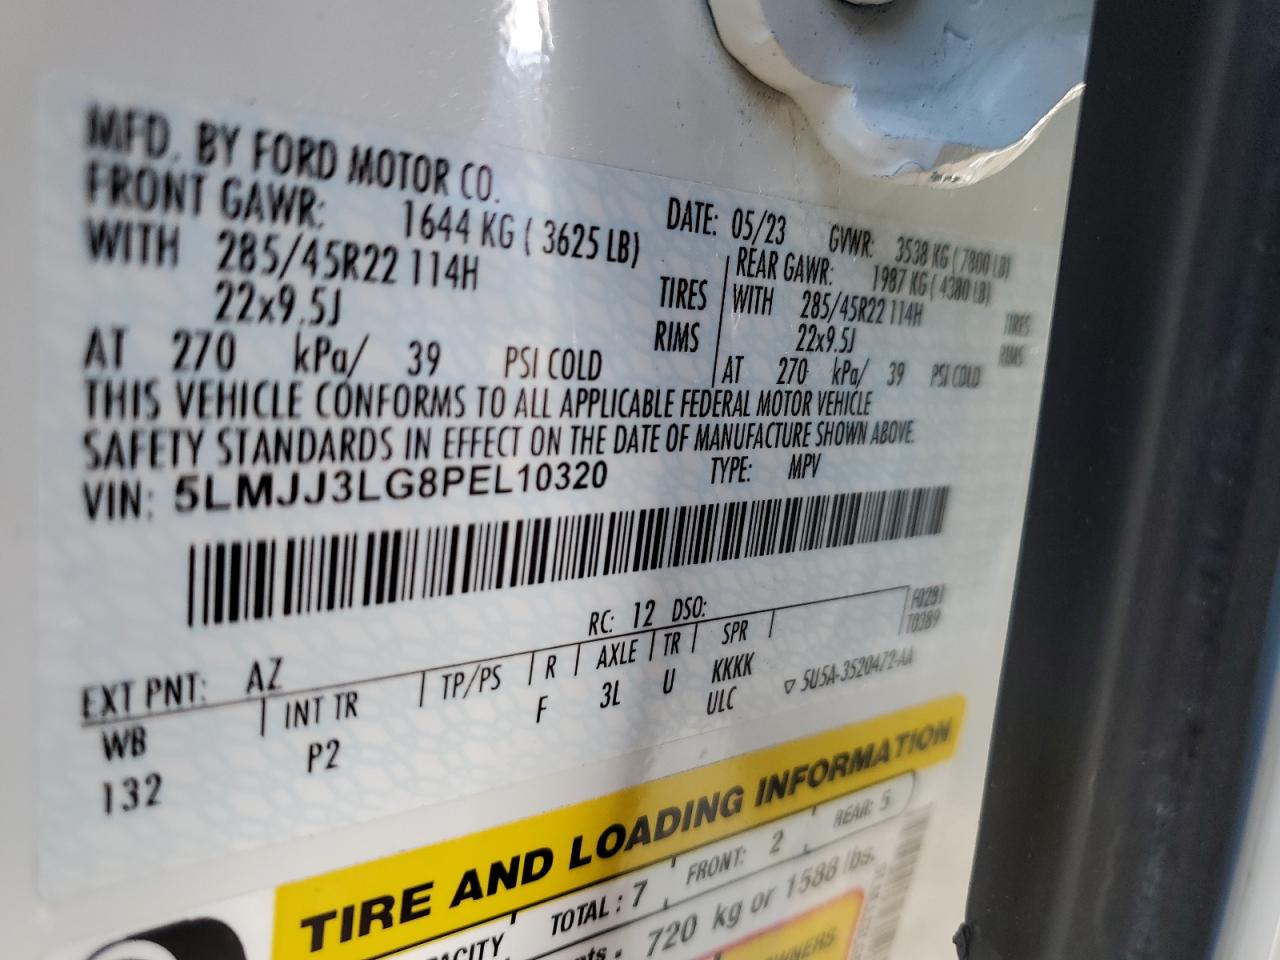 MFD. BY FORD MOTOR CO.
DATE: 05/23 GVWR: 3538 KG ( 7800 LB)
FRONT GAWR: 1644 KG ( 3625 LB)
REAR GAWR: 1987 KG ( 4380 LB)
WITH 285/45R22 114H TIRES
WITH 285/45R22 114H TIRES
22x9.5J RIMS
22x9.5J RIMS
AT 270 kPa/ 39 PSI COLD
AT 270 kPa/ 39 PSI COLD
THIS VEHICLE CONFORMS TO ALL APPLICABLE FEDERAL MOTOR VEHICLE
SAFETY STANDARDS IN EFFECT ON THE DATE OF MANUFACTURE SHOWN ABOVE.
VIN: 5LMJJ3LG8PEL10320 TYPE: MPV
F0281
T0389
EXT PNT: AZ RC: 12 DSO:
WB INT TR TP/PS R AXLE TR SPR
132 P2 F 3L U KKKK
ULC
▽ 5U5A-3520472-AA
TIRE AND LOADING INFORMATION
TOTAL : 7 FRONT: 2 REAR: 5
720 kg or 1588 lbs.